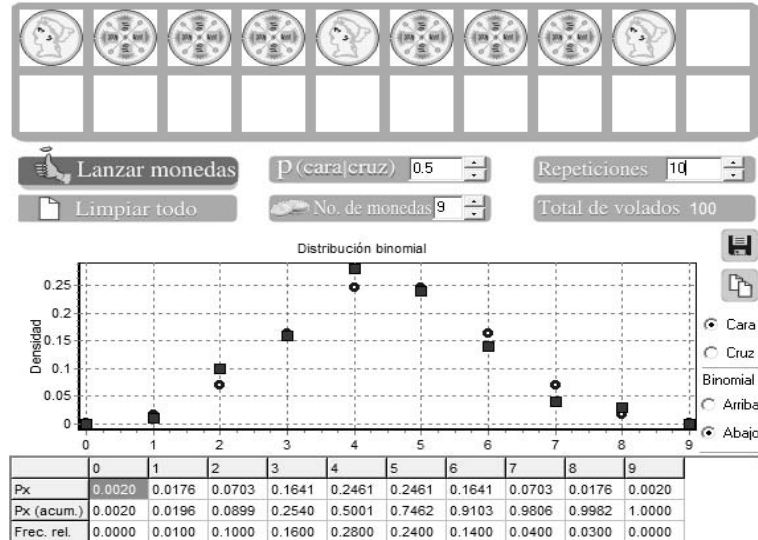 Lanzar monedas
p(cara|cruz) 0.5
Repeticiones 10
Limpiar todo
No. de monedas 9
Total de volados 100
Distribución binomial
Densidad
0.25
0.2
0.15
0.1
0.05
0
0 1 2 3 4 5 6 7 8 9
Cara
Cruz
Binomial
Arriba
Abajo
0 1 2 3 4 5 6 7 8 9
Px 0.0020 0.0176 0.0703 0.1641 0.2461 0.2461 0.1641 0.0703 0.0176 0.0020
Px (acum.) 0.0020 0.0196 0.0899 0.2540 0.5001 0.7462 0.9103 0.9806 0.9982 1.0000
Frec. rel. 0.0000 0.0100 0.1000 0.1600 0.2800 0.2400 0.1400 0.0400 0.0300 0.0000